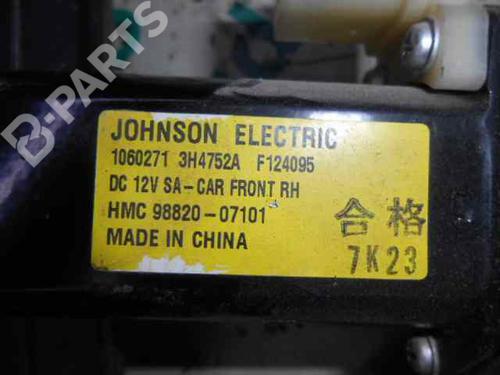 B-PARTS
JOHNSON ELECTRIC
1060271 3H4752A F124095
DC 12V SA-CAR FRONT RH
HMC 98820-07101
合格
MADE IN CHINA
7K23